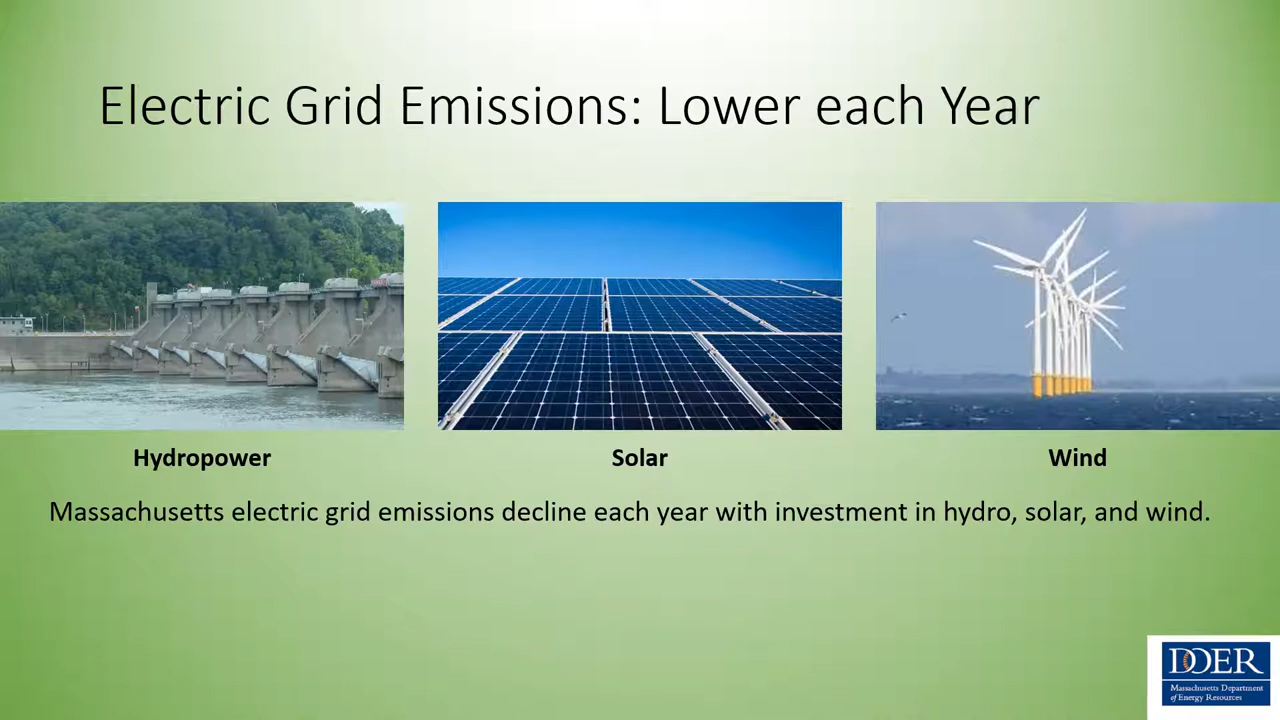 Electric Grid Emissions: Lower each Year
Hydropower
Solar
Wind
Massachusetts electric grid emissions decline each year with investment in hydro, solar, and wind.
DOER
Massachusetts Department
of Energy Resources